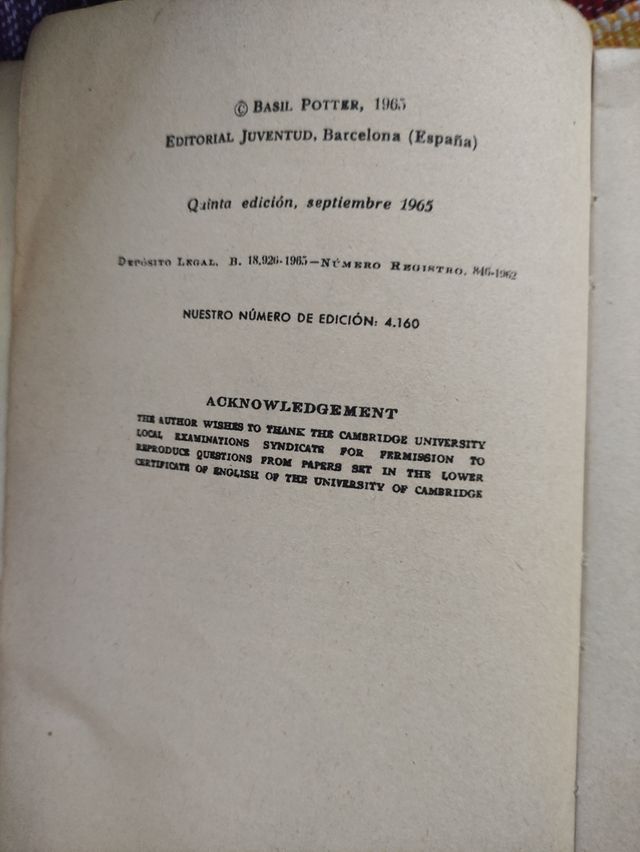 © BASIL POTTER, 1965
EDITORIAL JUVENTUD, Barcelona (España)
Quinta edición, septiembre 1965
DEPÓSITO LEGAL, B. 18.926-1965—NÚMERO REGISTRO, 846-1962
NUESTRO NÚMERO DE EDICIÓN: 4.160
ACKNOWLEDGEMENT
THE AUTHOR WISHES TO THANK THE CAMBRIDGE UNIVERSITY
LOCAL EXAMINATIONS SYNDICATE FOR PERMISSION TO
REPRODUCE QUESTIONS FROM PAPERS SET IN THE LOWER
CERTIFICATE OF ENGLISH OF THE UNIVERSITY OF CAMBRIDGE